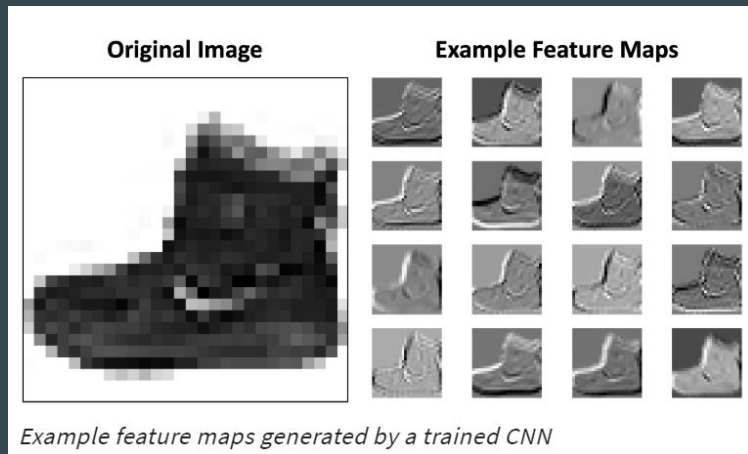 Original Image
Example Feature Maps
Example feature maps generated by a trained CNN